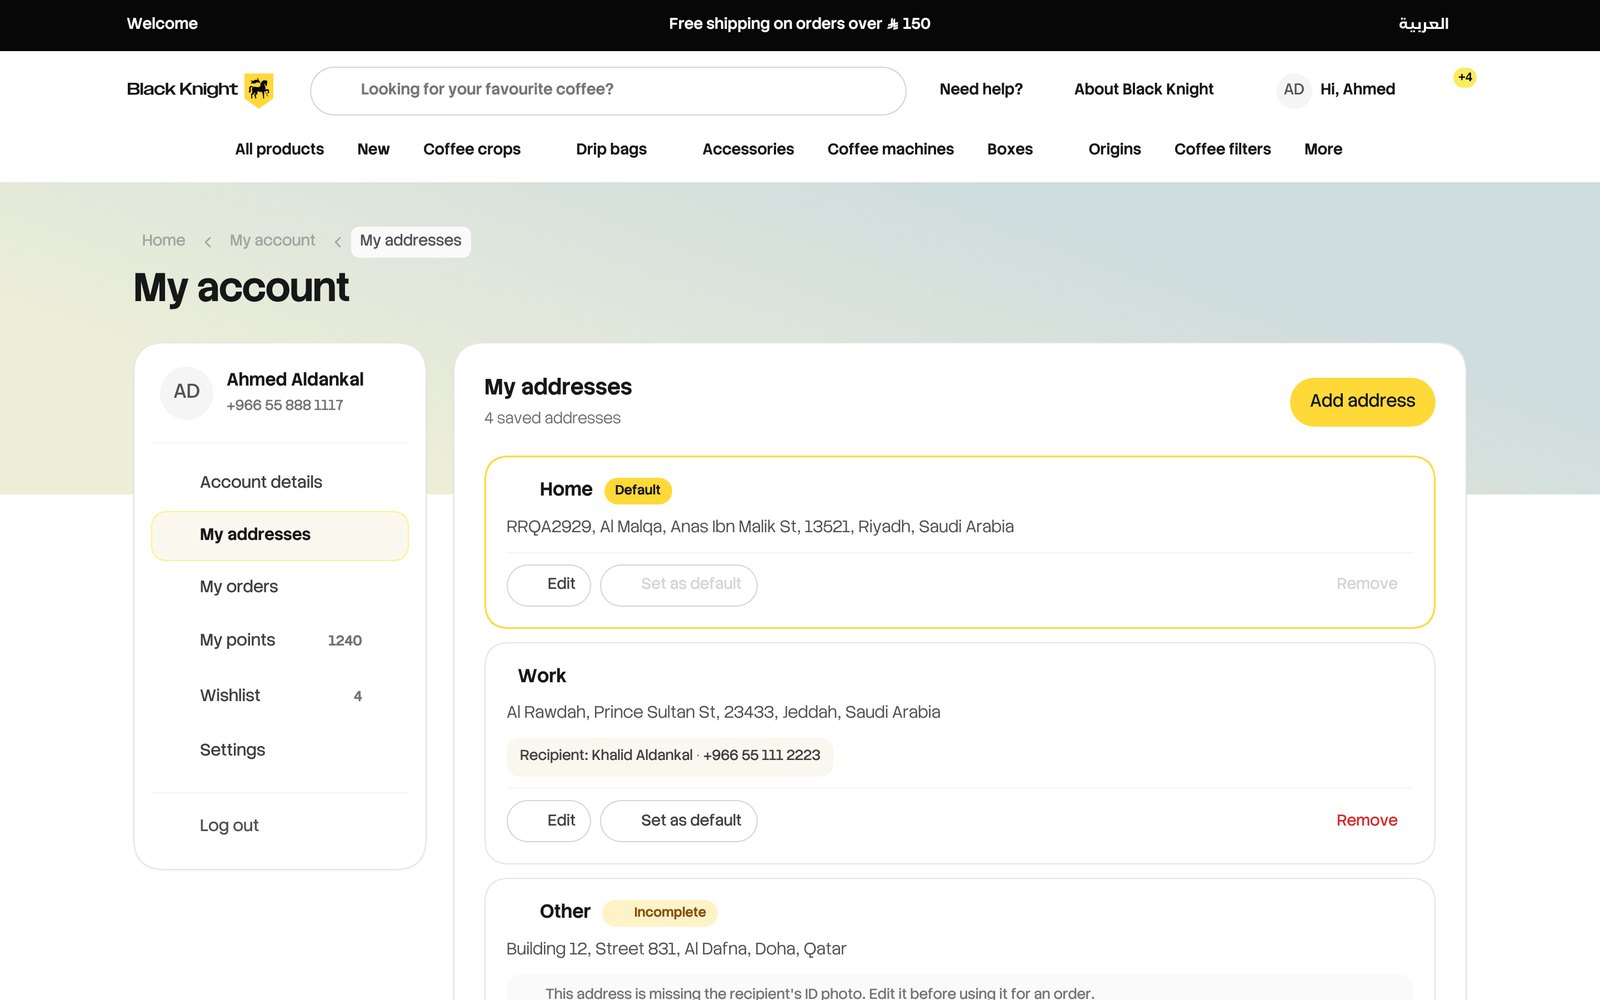 Welcome
Free shipping on orders over 150
العربية
Black Knight
Looking for your favourite coffee?
Need help?
About Black Knight
AD
Hi, Ahmed
+4
All products
New
Coffee crops
Drip bags
Accessories
Coffee machines
Boxes
Origins
Coffee filters
More
Home
My account
My addresses
My account
AD
Ahmed Aldankal
+966 55 888 1117
Account details
My addresses
My orders
My points
1240
Wishlist
4
Settings
Log out
My addresses
4 saved addresses
Add address
Home
Default
RRQA2929, Al Malqa, Anas Ibn Malik St, 13521, Riyadh, Saudi Arabia
Edit
Set as default
Remove
Work
Al Rawdah, Prince Sultan St, 23433, Jeddah, Saudi Arabia
Recipient: Khalid Aldankal · +966 55 111 2223
Edit
Set as default
Remove
Other
Incomplete
Building 12, Street 831, Al Dafna, Doha, Qatar
This address is missing the recipient's ID photo. Edit it before using it for an order.